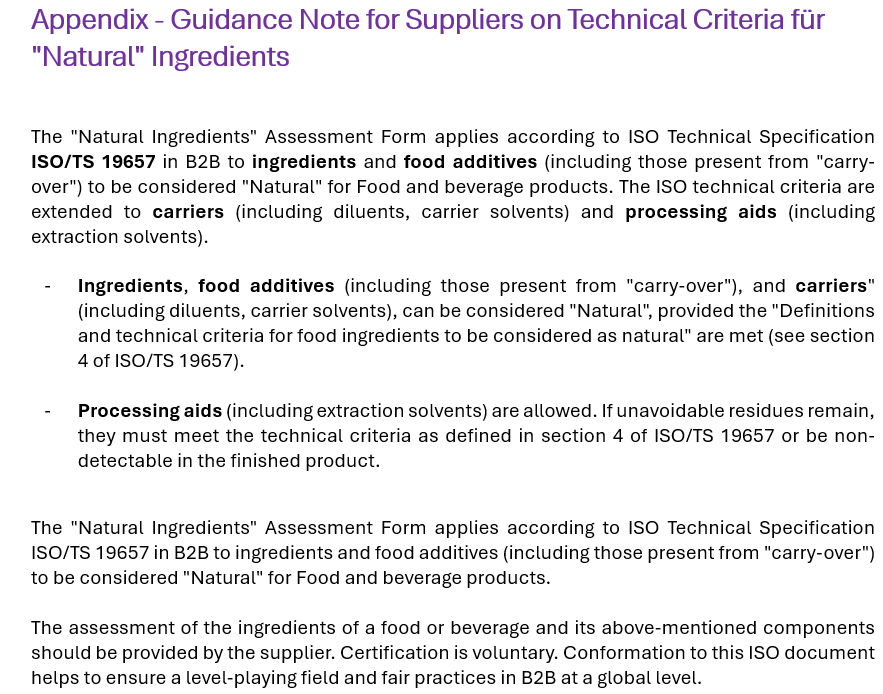 Appendix - Guidance Note for Suppliers on Technical Criteria für
"Natural" Ingredients
The "Natural Ingredients" Assessment Form applies according to ISO Technical Specification
ISO/TS 19657 in B2B to ingredients and food additives (including those present from "carry-
over") to be considered "Natural" for Food and beverage products. The ISO technical criteria are
extended to carriers (including diluents, carrier solvents) and processing aids (including
extraction solvents).
- Ingredients, food additives (including those present from "carry-over"), and carriers"
(including diluents, carrier solvents), can be considered "Natural", provided the "Definitions
and technical criteria for food ingredients to be considered as natural" are met (see section
4 of ISO/TS 19657).
- Processing aids (including extraction solvents) are allowed. If unavoidable residues remain,
they must meet the technical criteria as defined in section 4 of ISO/TS 19657 or be non-
detectable in the finished product.
The "Natural Ingredients" Assessment Form applies according to ISO Technical Specification
ISO/TS 19657 in B2B to ingredients and food additives (including those present from "carry-over")
to be considered "Natural" for Food and beverage products.
The assessment of the ingredients of a food or beverage and its above-mentioned components
should be provided by the supplier. Certification is voluntary. Conformation to this ISO document
helps to ensure a level-playing field and fair practices in B2B at a global level.